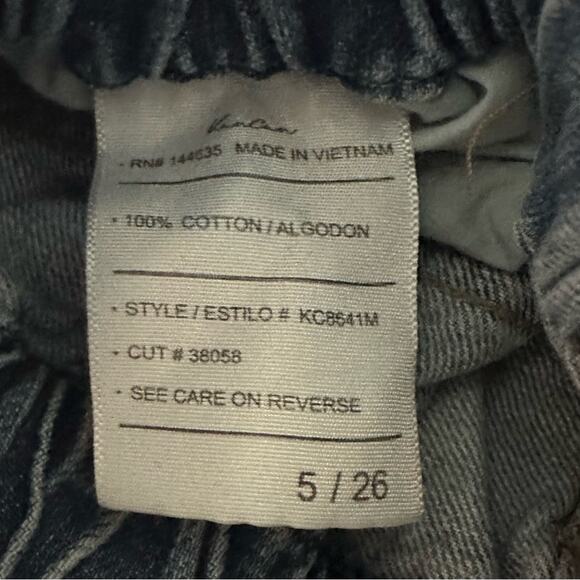 KanCan
• RN# 144635 MADE IN VIETNAM
• 100% COTTON / ALGODON
• STYLE / ESTILO # KC8641M
• CUT # 38058
• SEE CARE ON REVERSE
5 / 26